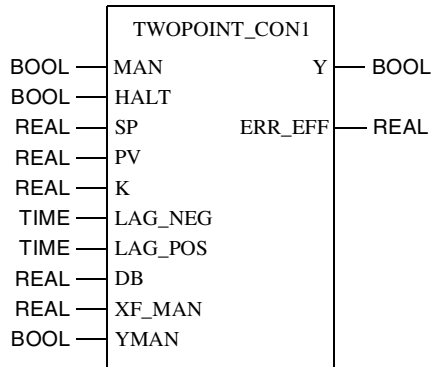 TWOPOINT_CON1
BOOL MAN Y BOOL
BOOL HALT
REAL SP ERR_EFF REAL
REAL PV
REAL K
TIME LAG_NEG
TIME LAG_POS
REAL DB
REAL XF_MAN
BOOL YMAN